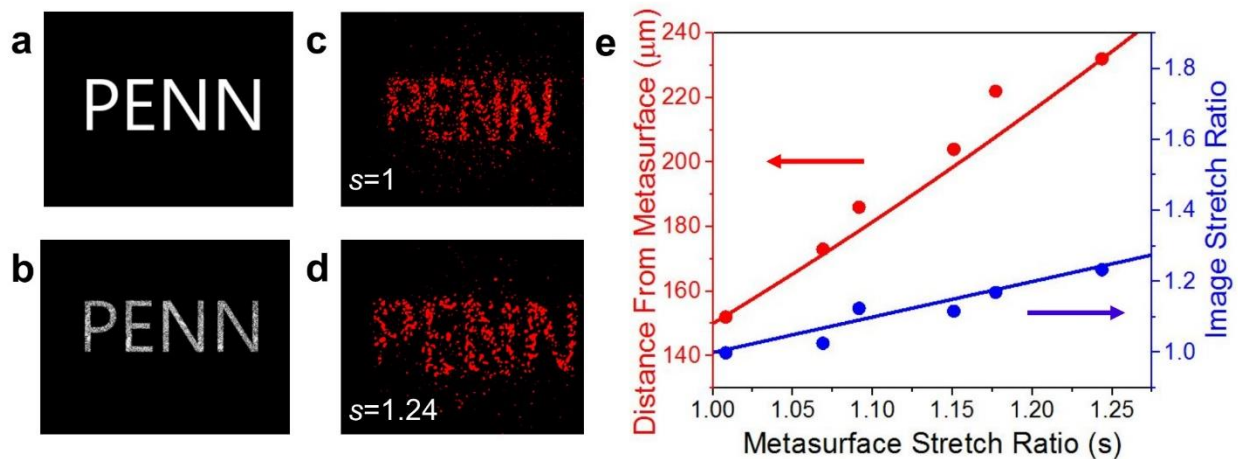 a
PENN
b
PENN
c
PENN
s=1
d
PENN
s=1.24
e
Distance From Metasurface (μm)
240
220
200
180
160
140
1.00
1.05
1.10
1.15
1.20
1.25
Metasurface Stretch Ratio (s)
1.8
1.6
1.4
1.2
1.0
Image Stretch Ratio